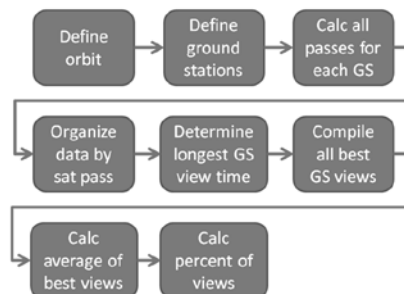 Define
orbit
Define
ground
stations
Calc all
passes for
each GS
Organize
data by
sat pass
Determine
longest GS
view time
Compile
all best
GS views
Calc
average of
best views
Calc
percent of
views